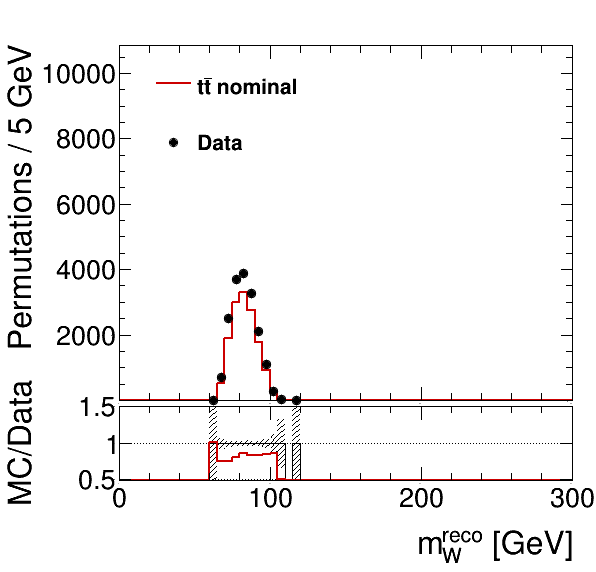 Permutations / 5 GeV
10000
8000
6000
4000
2000
tt̄ nominal
Data
MC/Data
1.5
1
0.5
0 100 200 300
m_W^reco [GeV]